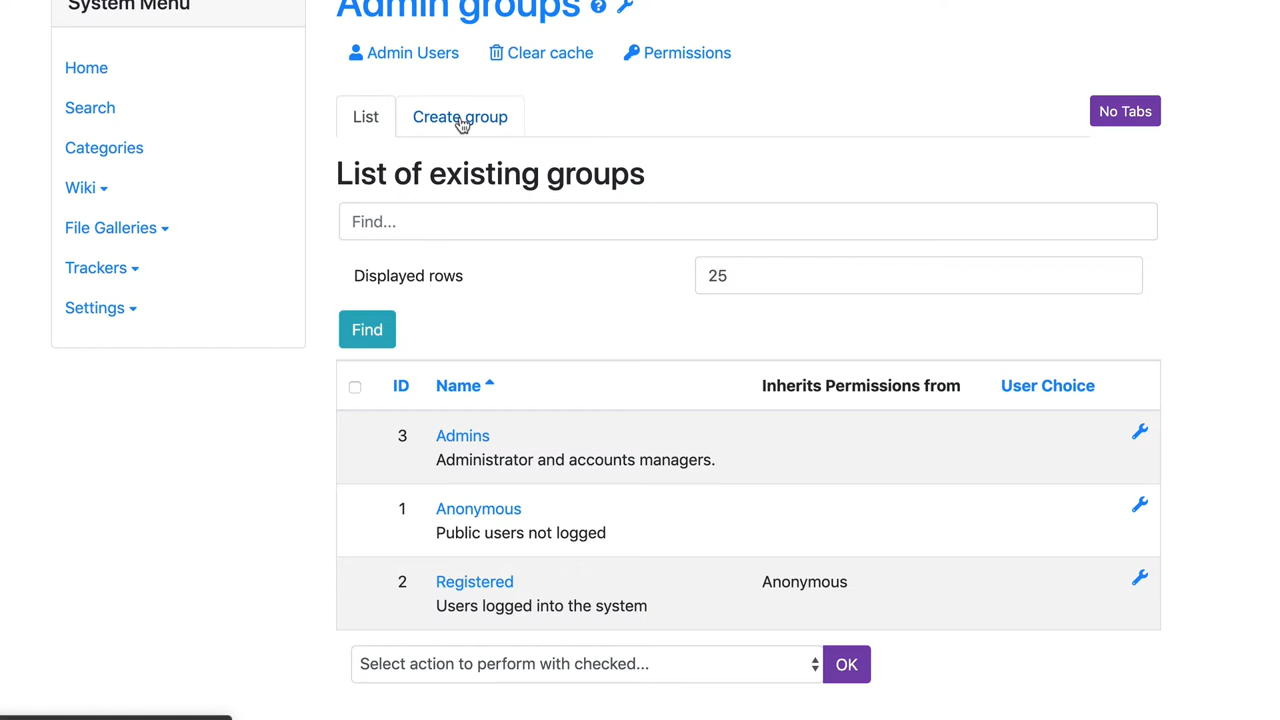 System Menu
Home
Search
Categories
Wiki
File Galleries
Trackers
Settings
Admin groups
Admin Users
Clear cache
Permissions
List
Create group
No Tabs
List of existing groups
Find...
Displayed rows
25
Find
ID Name Inherits Permissions from User Choice
3 Admins
Administrator and accounts managers.
1 Anonymous
Public users not logged
2 Registered Anonymous
Users logged into the system
Select action to perform with checked...
OK